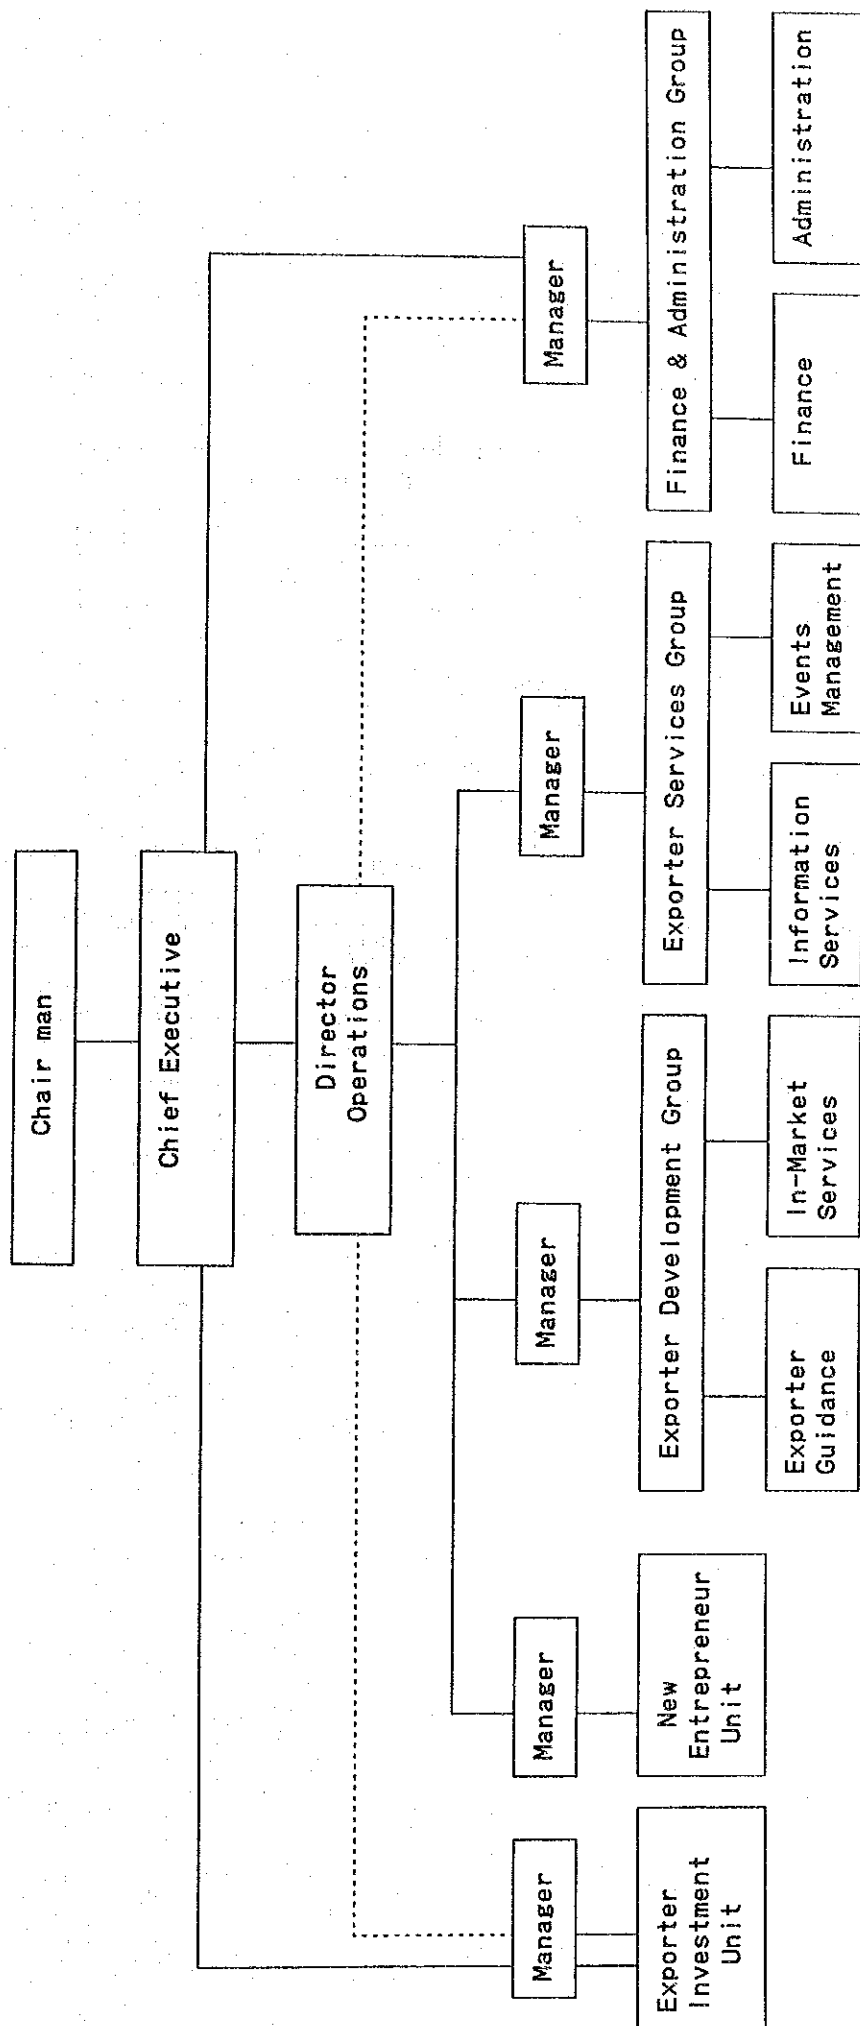 Chair man
Chief Executive
Director
Operations
Manager
Manager
Manager
Manager
Manager
Exporter
Investment
Unit
New
Entrepreneur
Unit
Exporter Development Group
Exporter Services Group
Finance & Administration Group
Exporter
Guidance
In-Market
Services
Information
Services
Events
Management
Finance
Administration